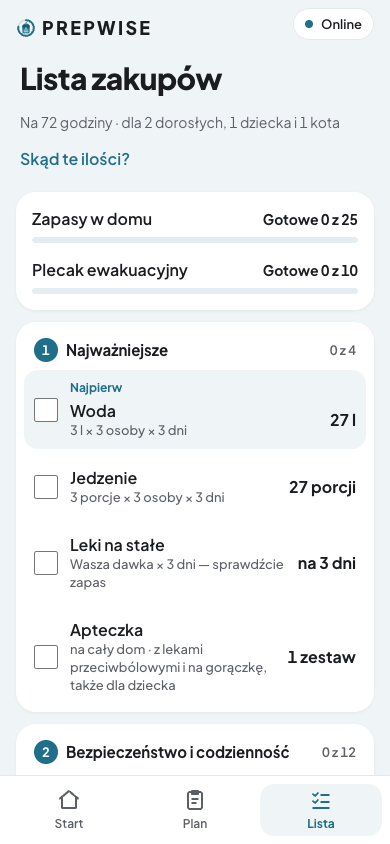 PREPWISE
Online
Lista zakupów
Na 72 godziny · dla 2 dorosłych, 1 dziecka i 1 kota
Skąd te ilości?
Zapasy w domu
Gotowe 0 z 25
Plecak ewakuacyjny
Gotowe 0 z 10
1 Najważniejsze
0 z 4
Najpierw
Woda
3 l × 3 osoby × 3 dni
27 l
Jedzenie
3 porcje × 3 osoby × 3 dni
27 porcji
Leki na stałe
Wasza dawka × 3 dni — sprawdźcie
zapas
na 3 dni
Apteczka
na cały dom · z lekami
przeciwbólowymi i na gorączkę,
także dla dziecka
1 zestaw
2 Bezpieczeństwo i codzienność
0 z 12
Start
Plan
Lista